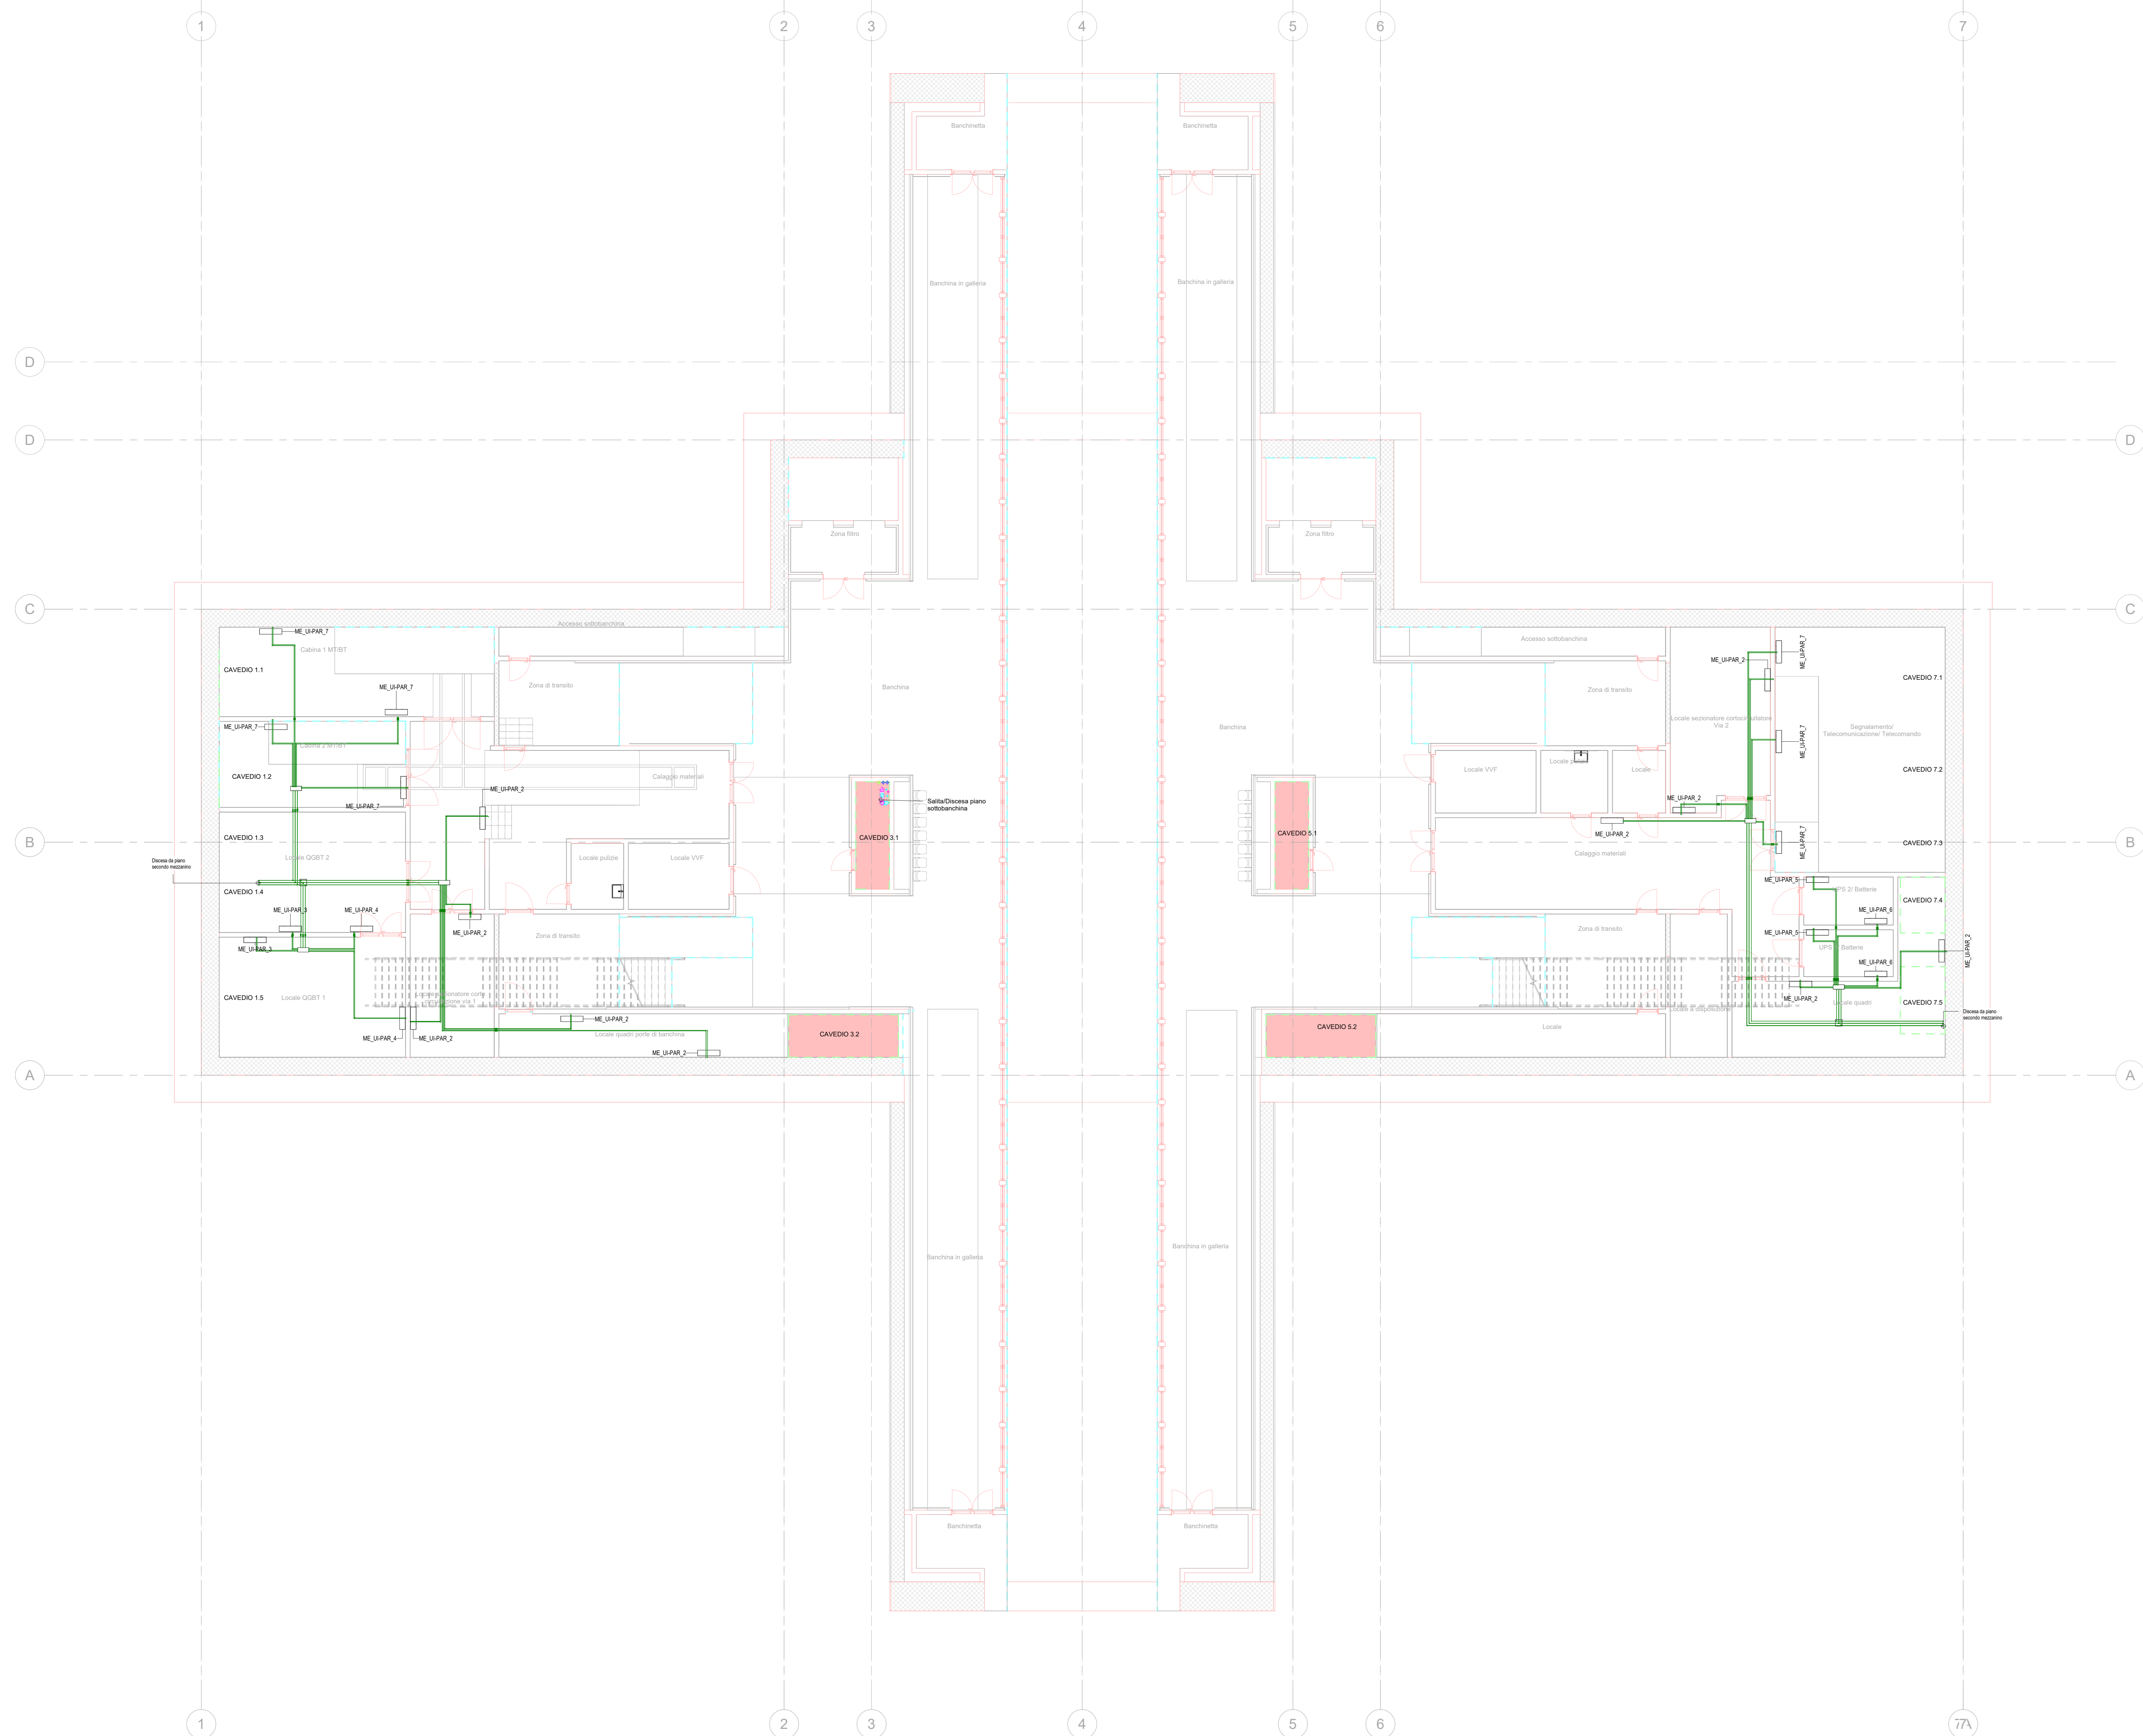 1
2
3
4
5
6
7
Banchinetta
Banchinetta
Banchina in galleria
Banchina in galleria
D
D
D
Zona filtro
Zona filtro
C
C
Accesso sottobanchina
Accesso sottobanchina
ME_UI-PAR_7
Cabina 1 MT/BT
CAVEDIO 1.1
ME_UI-PAR_7
ME_UI-PAR_7
Cabina 2 MT/BT
CAVEDIO 1.2
ME_UI-PAR_7
ME_UI-PAR_2
Zona di transito
Calaggio materiali
Banchina
Salita/Discesa piano
sottobanchina
CAVEDIO 3.1
Banchina
CAVEDIO 5.1
Zona di transito
ME_UI-PAR_2
ME_UI-PAR_7
CAVEDIO 7.1
Via 2
ME_UI-PAR_7
Segnalamento/
Telecomunicazione/ Telecomando
Locale VVF
Locale pulizie
Locale
CAVEDIO 7.2
ME_UI-PAR_2
ME_UI-PAR_2
ME_UI-PAR_7
CAVEDIO 7.3
Calaggio materiali
B
B
CAVEDIO 1.3
Locale QGBT 2
Discesa da piano
secondo mezzanino
CAVEDIO 1.4
Locale pulizie
Locale VVF
ME_UI-PAR_3
ME_UI-PAR_4
ME_UI-PAR_2
ME_UI-PAR_3
Zona di transito
CAVEDIO 1.5
Locale QGBT 1
ME_UI-PAR_4
ME_UI-PAR_2
ME_UI-PAR_2
Locale quadri porte di banchina
ME_UI-PAR_2
CAVEDIO 3.2
CAVEDIO 5.2
Zona di transito
Locale
Locale a disposizione
ME_UI-PAR_5
UPS 2/ Batterie
ME_UI-PAR_6
CAVEDIO 7.4
ME_UI-PAR_5
Batterie
ME_UI-PAR_6
ME_UI-PAR_2
ME_UI-PAR_2
Locale quadri
CAVEDIO 7.5
Discesa da piano
secondo mezzanino
A
A
Banchina in galleria
Banchina in galleria
Banchinetta
Banchinetta
1
2
3
4
5
6